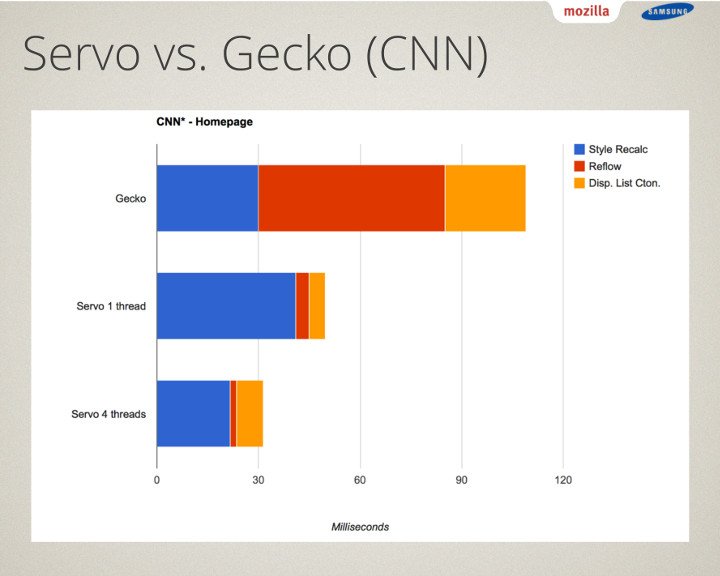 mozilla
SAMSUNG
Servo vs. Gecko (CNN)
CNN* - Homepage
Style Recalc
Reflow
Disp. List Cton.
Gecko
Servo 1 thread
Servo 4 threads
0 30 60 90 120
Milliseconds